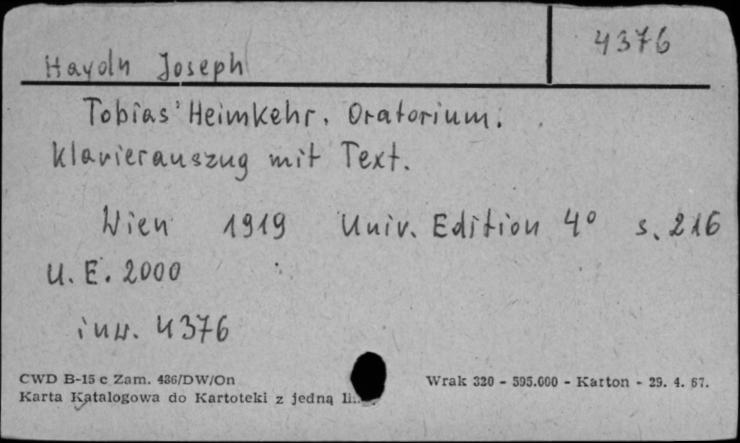 Haydn Joseph 4376
Tobias' Heimkehr. Oratorium.
Klavierauszug mit Text.
Wien 1919 Univ. Edition 4° s. 216
U. E. 2000
inw. 4376
CWD B-15 c Zam. 436/DW/On Wrak 320 - 595.000 - Karton - 29. 4. 67.
Karta Katalogowa do Kartoteki z jedną